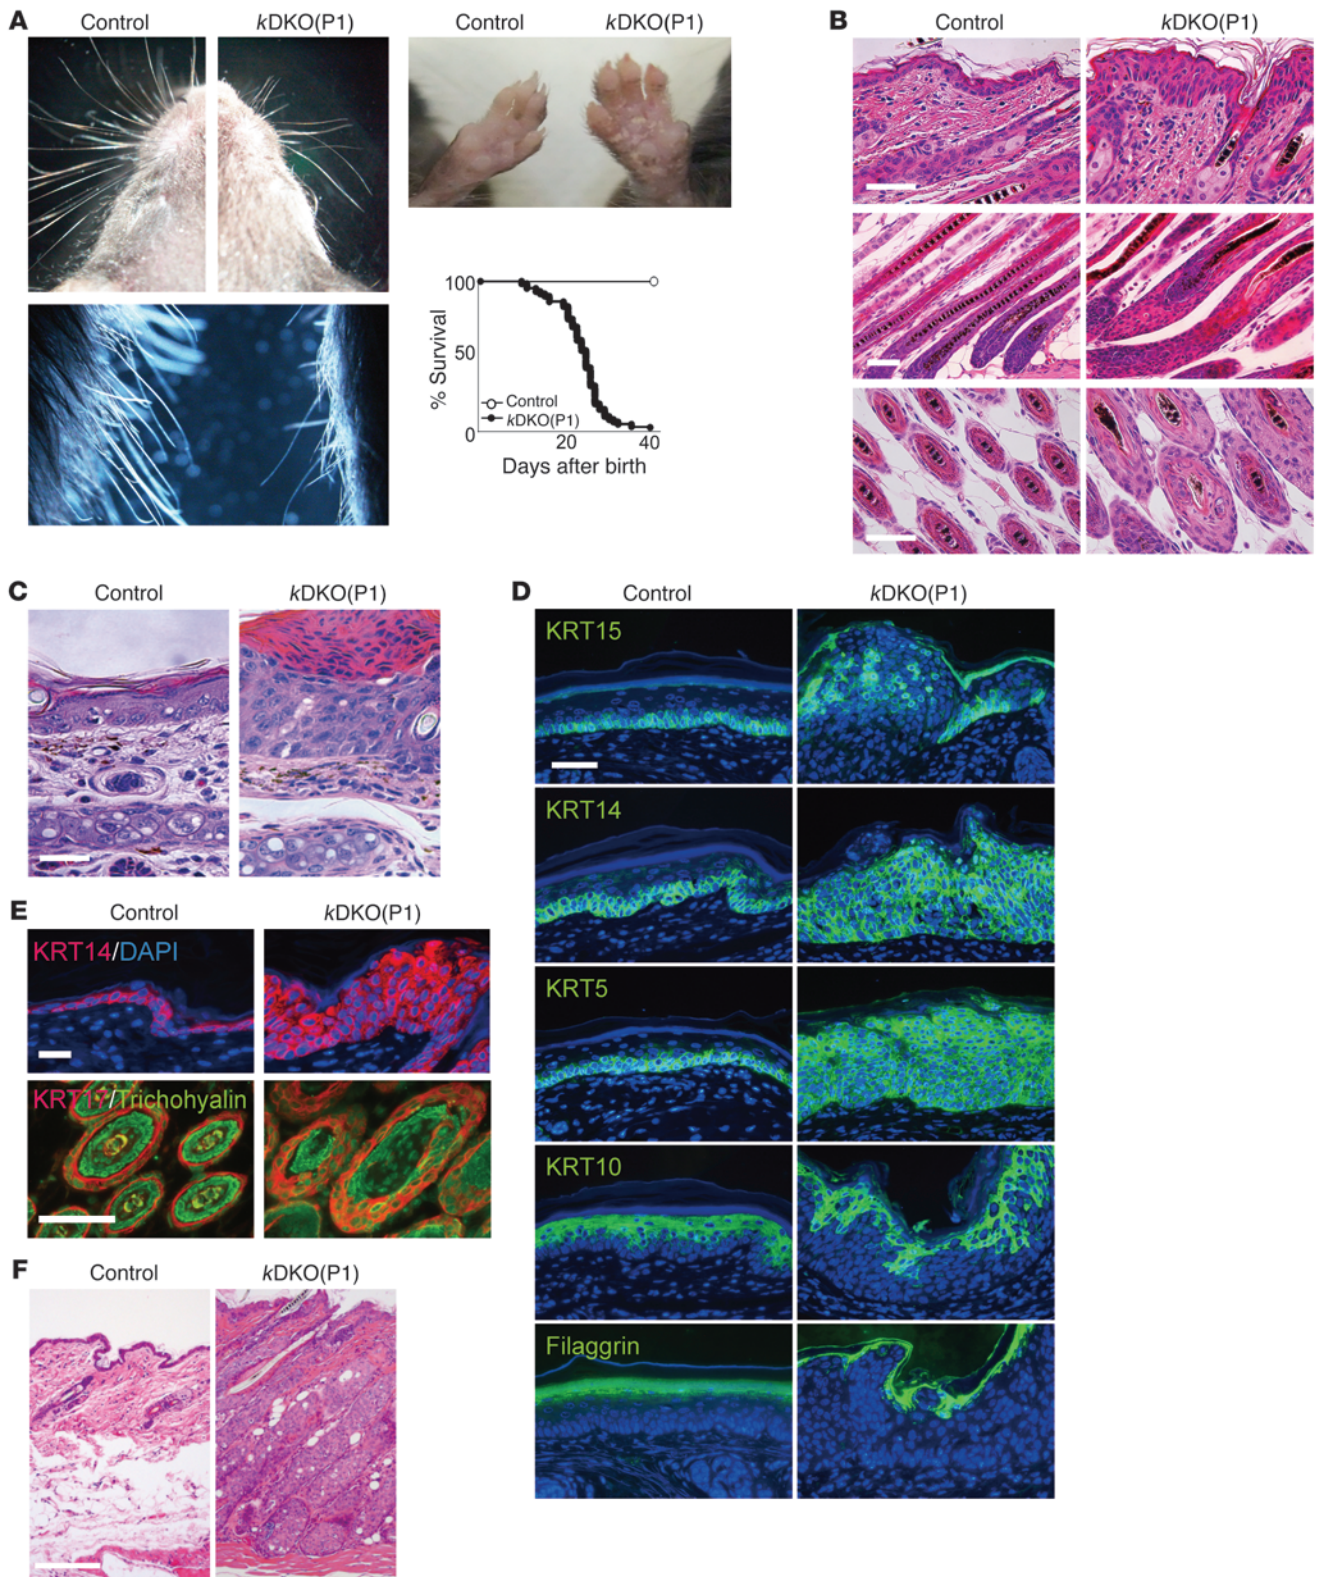 A
Control
kDKO(P1)
Control
kDKO(P1)
100
50
0
% Survival
Control
kDKO(P1)
20
40
Days after birth
B
Control
kDKO(P1)
C
Control
kDKO(P1)
D
Control
kDKO(P1)
KRT15
KRT14
KRT5
KRT10
Filaggrin
E
Control
kDKO(P1)
KRT14/DAPI
KRT17/Trichohyalin
F
Control
kDKO(P1)